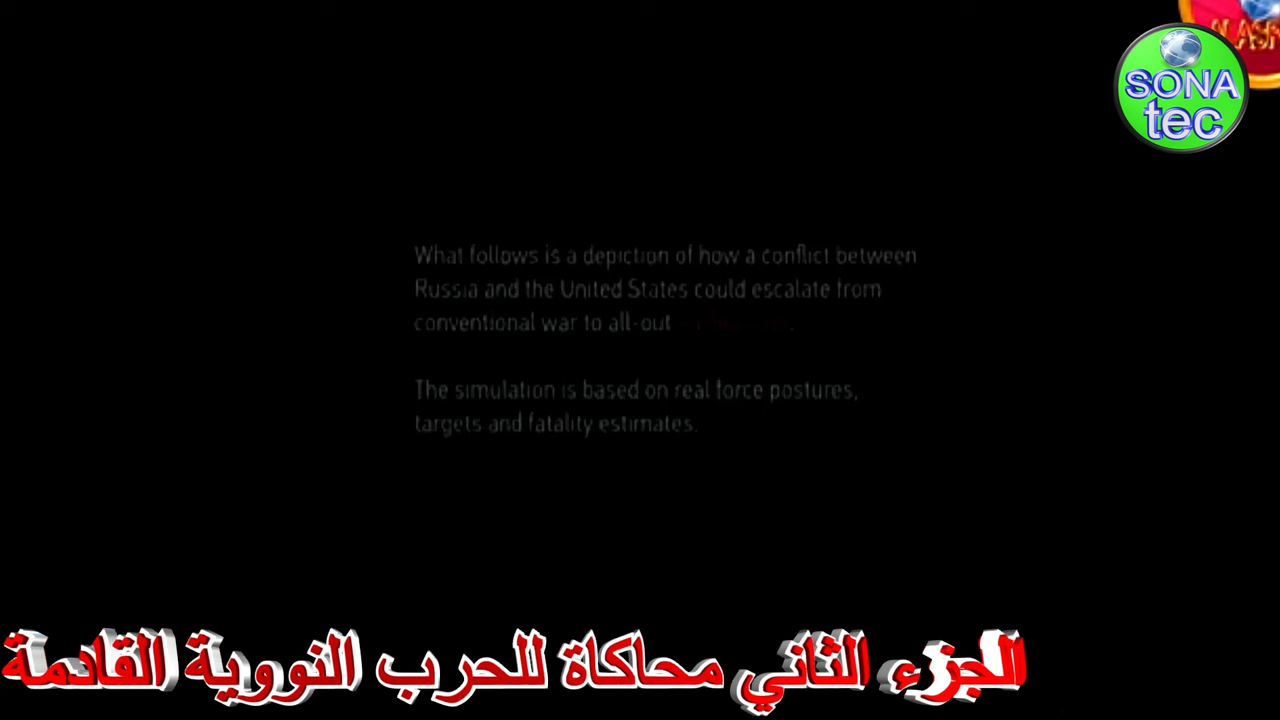 SONA
tec
What follows is a depiction of how a conflict between
Russia and the United States could escalate from
conventional war to all-out
The simulation is based on real force postures,
targets and fatality estimates.
الجزء الثاني محاكاة للحرب النووية القادمة